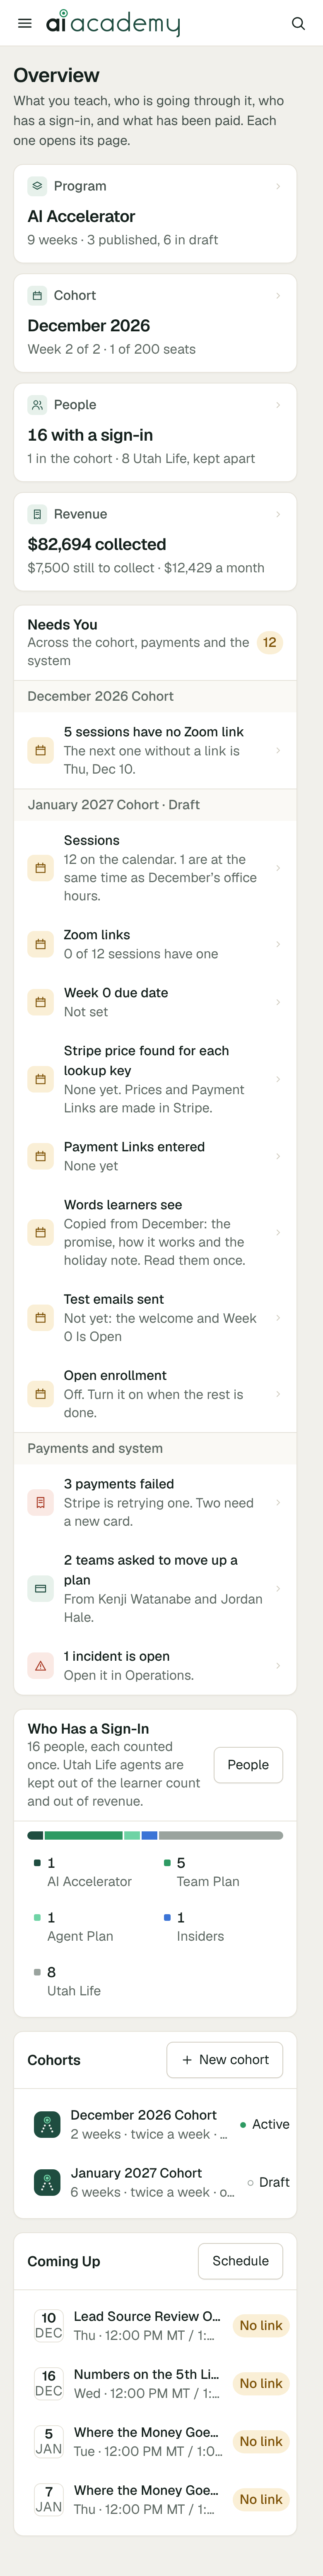 ai academy
Overview
What you teach, who is going through it, who
has a sign-in, and what has been paid. Each
one opens its page.
Program
AI Accelerator
9 weeks · 3 published, 6 in draft
Cohort
December 2026
Week 2 of 2 · 1 of 200 seats
People
16 with a sign-in
1 in the cohort · 8 Utah Life, kept apart
Revenue
$82,694 collected
$7,500 still to collect · $12,429 a month
Needs You
Across the cohort, payments and the
system
12
December 2026 Cohort
5 sessions have no Zoom link
The next one without a link is
Thu, Dec 10.
January 2027 Cohort · Draft
Sessions
12 on the calendar. 1 are at the
same time as December's office
hours.
Zoom links
0 of 12 sessions have one
Week 0 due date
Not set
Stripe price found for each
lookup key
None yet. Prices and Payment
Links are made in Stripe.
Payment Links entered
None yet
Words learners see
Copied from December: the
promise, how it works and the
holiday note. Read them once.
Test emails sent
Not yet: the welcome and Week
0 Is Open
Open enrollment
Off. Turn it on when the rest is
done.
Payments and system
3 payments failed
Stripe is retrying one. Two need
a new card.
2 teams asked to move up a
plan
From Kenji Watanabe and Jordan
Hale.
1 incident is open
Open it in Operations.
Who Has a Sign-In
16 people, each counted
once. Utah Life agents are
kept out of the learner count
and out of revenue.
People
1
AI Accelerator
5
Team Plan
1
Agent Plan
1
Insiders
8
Utah Life
Cohorts
+ New cohort
December 2026 Cohort
2 weeks · twice a week · ...
Active
January 2027 Cohort
6 weeks · twice a week · o...
Draft
Coming Up
Schedule
10
DEC
Lead Source Review O...
Thu · 12:00 PM MT / 1:...
No link
16
DEC
Numbers on the 5th Li...
Wed · 12:00 PM MT / 1:...
No link
5
JAN
Where the Money Goe...
Tue · 12:00 PM MT / 1:0...
No link
7
JAN
Where the Money Goe...
Thu · 12:00 PM MT / 1:...
No link